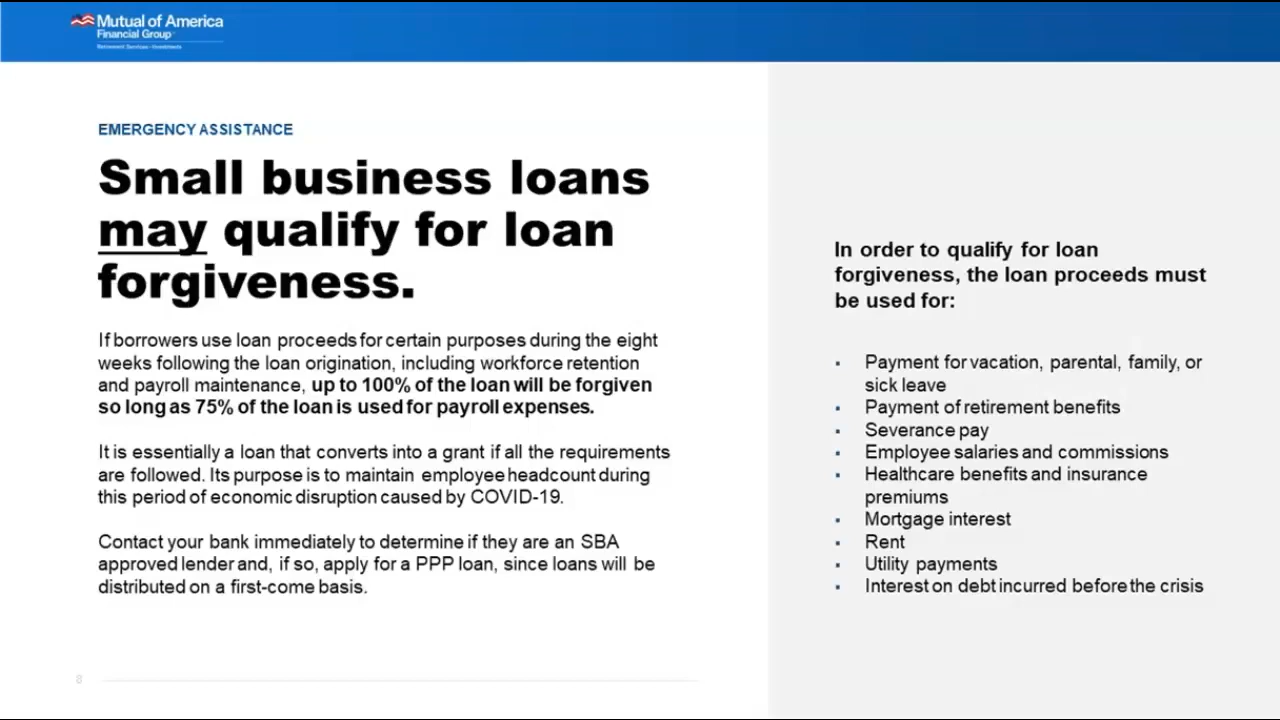 Mutual of America
Financial Group
Retirement Services • Investments
EMERGENCY ASSISTANCE
Small business loans
may qualify for loan
forgiveness.
If borrowers use loan proceeds for certain purposes during the eight
weeks following the loan origination, including workforce retention
and payroll maintenance, up to 100% of the loan will be forgiven
so long as 75% of the loan is used for payroll expenses.
It is essentially a loan that converts into a grant if all the requirements
are followed. Its purpose is to maintain employee headcount during
this period of economic disruption caused by COVID-19.
Contact your bank immediately to determine if they are an SBA
approved lender and, if so, apply for a PPP loan, since loans will be
distributed on a first-come basis.
8
In order to qualify for loan
forgiveness, the loan proceeds must
be used for:
▪ Payment for vacation, parental, family, or
sick leave
▪ Payment of retirement benefits
▪ Severance pay
▪ Employee salaries and commissions
▪ Healthcare benefits and insurance
premiums
▪ Mortgage interest
▪ Rent
▪ Utility payments
▪ Interest on debt incurred before the crisis